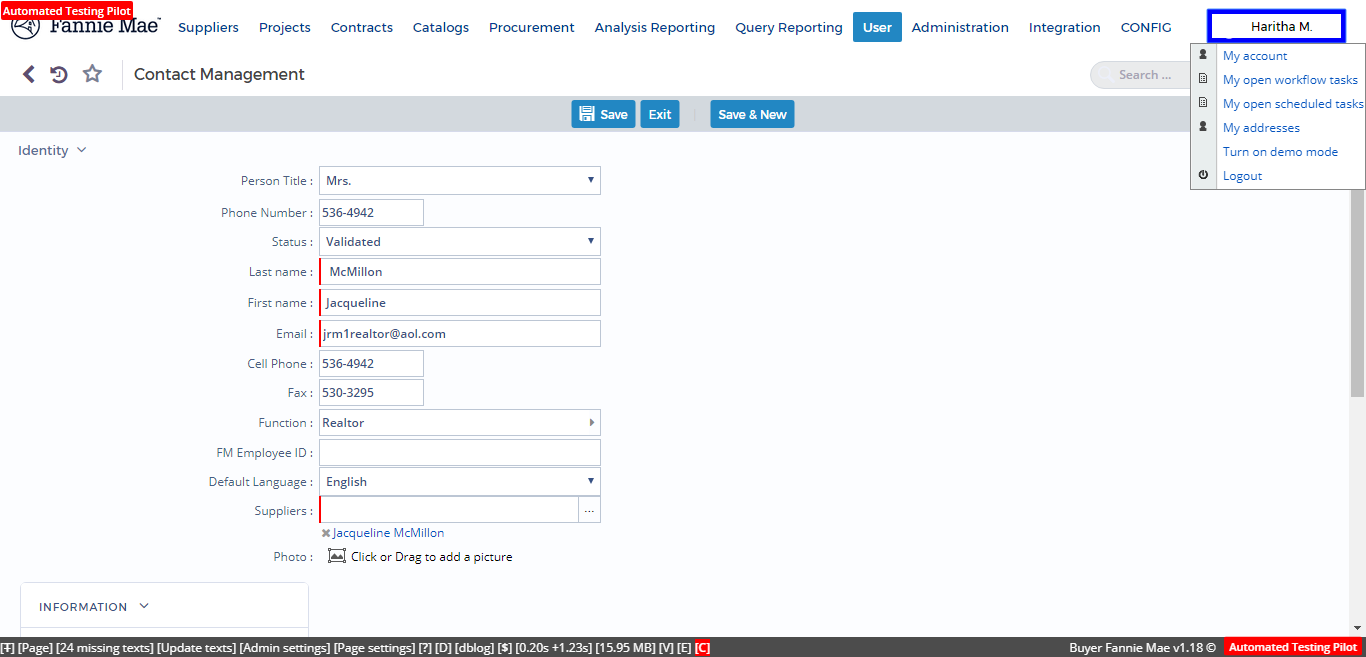 Automated Testing Pilot
Fannie Mae
Suppliers Projects Contracts Catalogs Procurement Analysis Reporting Query Reporting User Administration Integration CONFIG Haritha M.
My account
My open workflow tasks
My open scheduled tasks
My addresses
Turn on demo mode
Logout
Contact Management
Search ...
Save Exit Save & New
Identity
Person Title : Mrs.
Phone Number : 536-4942
Status : Validated
Last name : McMillon
First name : Jacqueline
Email : jrm1realtor@aol.com
Cell Phone : 536-4942
Fax : 530-3295
Function : Realtor
FM Employee ID :
Default Language : English
Suppliers : ...
Jacqueline McMillon
Photo : Click or Drag to add a picture
INFORMATION
[T] [Page] [24 missing texts] [Update texts] [Admin settings] [Page settings] [?] [D] [dblog] [$] [0.20s +1.23s] [15.95 MB] [V] [E] [C] Buyer Fannie Mae v1.18 © Automated Testing Pilot